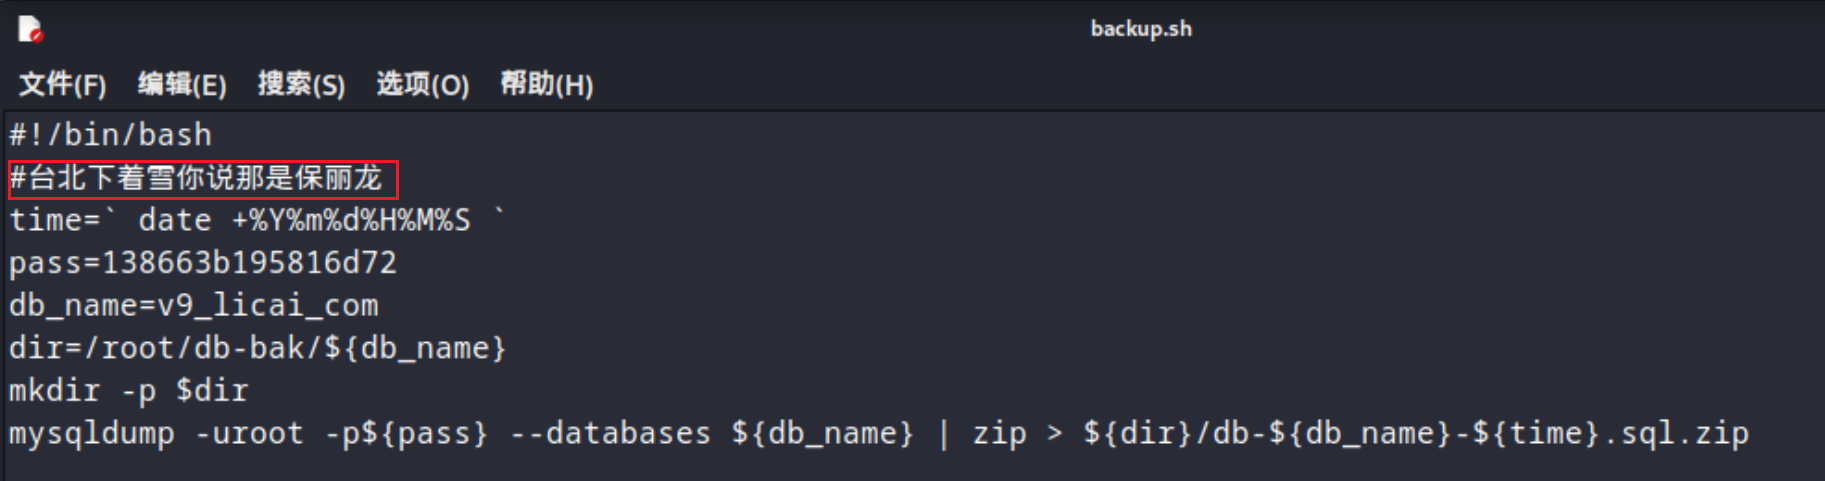 backup.sh
文件(F) 编辑(E) 搜索(S) 选项(O) 帮助(H)
#!/bin/bash
#台北下着雪你说那是保丽龙
time=` date +%Y%m%d%H%M%S `
pass=138663b195816d72
db_name=v9_licai_com
dir=/root/db-bak/${db_name}
mkdir -p $dir
mysqldump -uroot -p${pass} --databases ${db_name} | zip > ${dir}/db-${db_name}-${time}.sql.zip